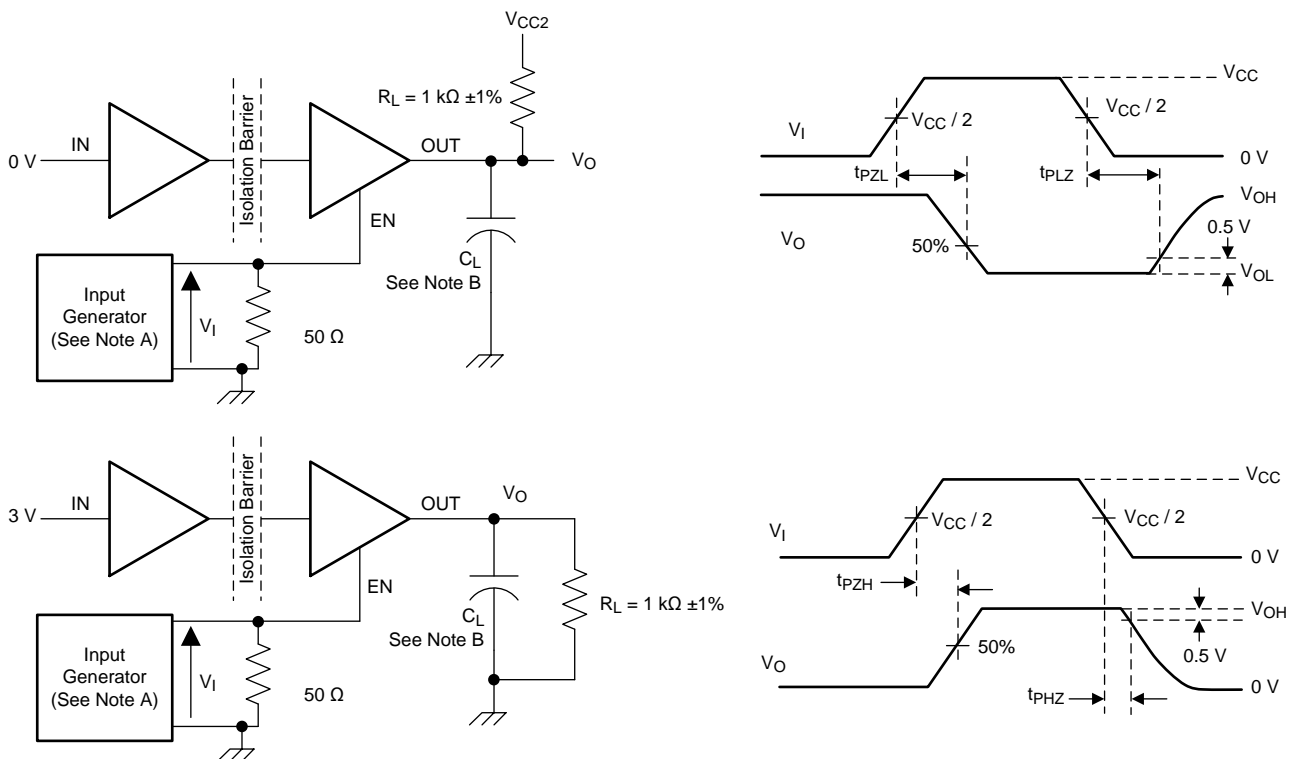 VCC2
RL = 1 kΩ ±1%
0 V
IN
Isolation Barrier
OUT
VO
EN
CL
See Note B
Input
Generator
(See Note A)
VI
50 Ω
VI
VCC / 2
VCC / 2
VCC
0 V
tPZL
tPLZ
VO
50%
VOH
0.5 V
VOL
3 V
IN
Isolation Barrier
OUT
VO
EN
CL
See Note B
RL = 1 kΩ ±1%
Input
Generator
(See Note A)
VI
50 Ω
VI
VCC / 2
VCC / 2
VCC
0 V
tPZH
VO
50%
VOH
0.5 V
tPHZ
0 V